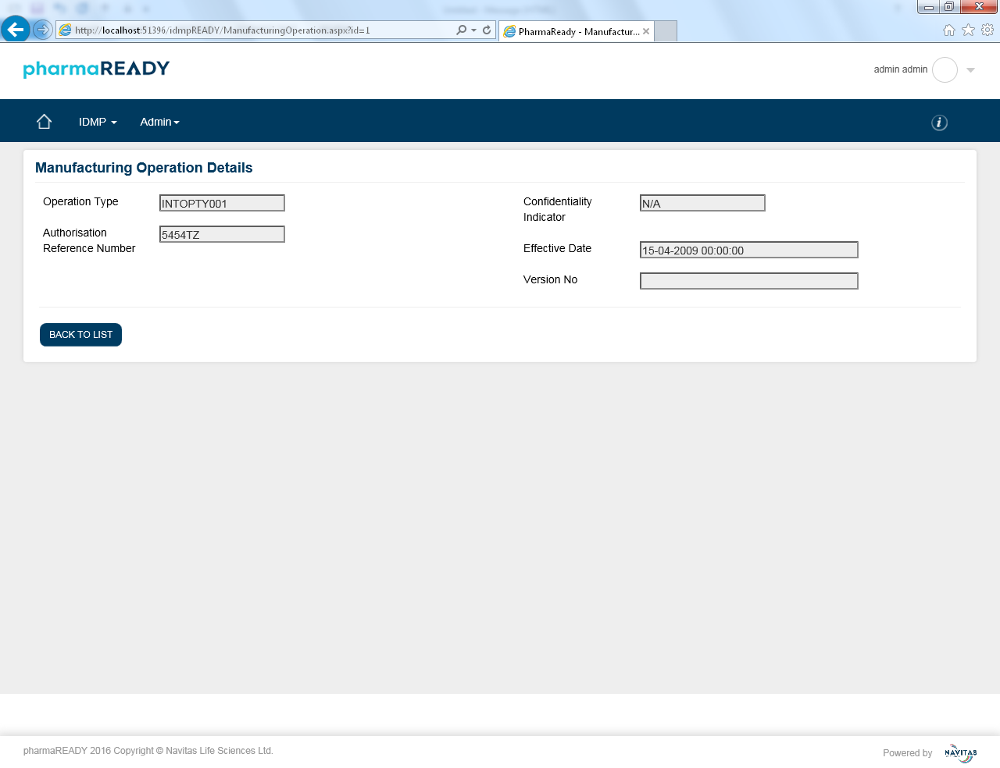 http://localhost:51396/idmpREADY/ManufacturingOperation.aspx?id=1
PharmaReady - Manufactur...
pharmaREADY
admin admin
IDMP
Admin
Manufacturing Operation Details
Operation Type
INTOPTY001
Confidentiality
Indicator
N/A
Authorisation
Reference Number
5454TZ
Effective Date
15-04-2009 00:00:00
Version No
BACK TO LIST
pharmaREADY 2016 Copyright © Navitas Life Sciences Ltd.
Powered by
NAVITAS